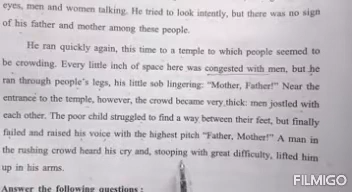 eyes, men and women talking. He tried to look intently, but there was no sign
of his father and mother among these people.
He ran quickly again, this time to a temple to which people seemed to
be crowding. Every little inch of space here was congested with men, but he
ran through people's legs, his little sob lingering: "Mother, Father!" Near the
entrance to the temple, however, the crowd became very thick: men jostled with
each other. The poor child struggled to find a way between their feet, but finally
failed and raised his voice with the highest pitch "Father, Mother!" A man in
the rushing crowd heard his cry and, stooping with great difficulty, lifted him
up in his arms.
Answer the following questions :
FILMIGO